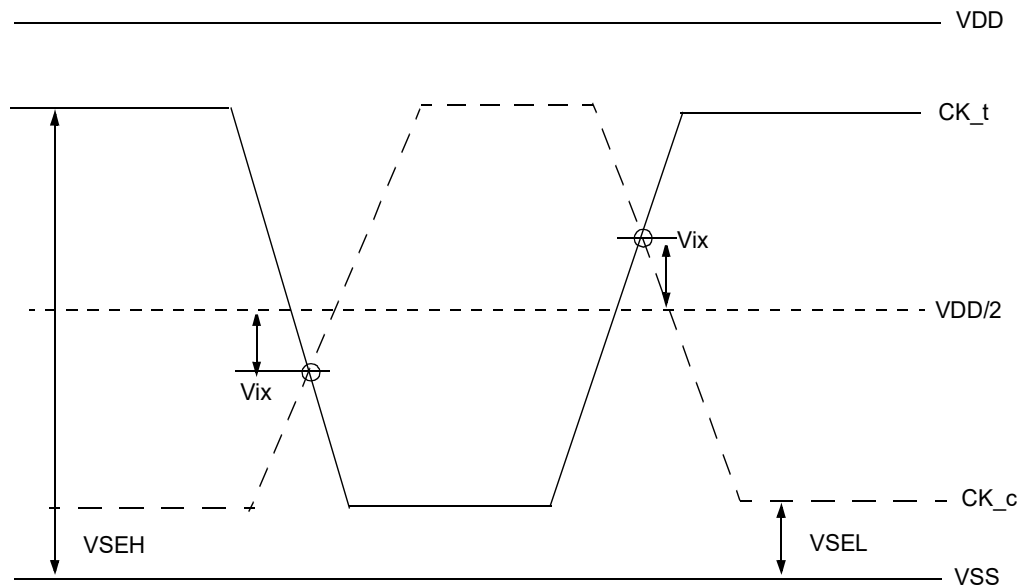 VDD
CK_t
Vix
VDD/2
Vix
CK_c
VSEH
VSEL
VSS